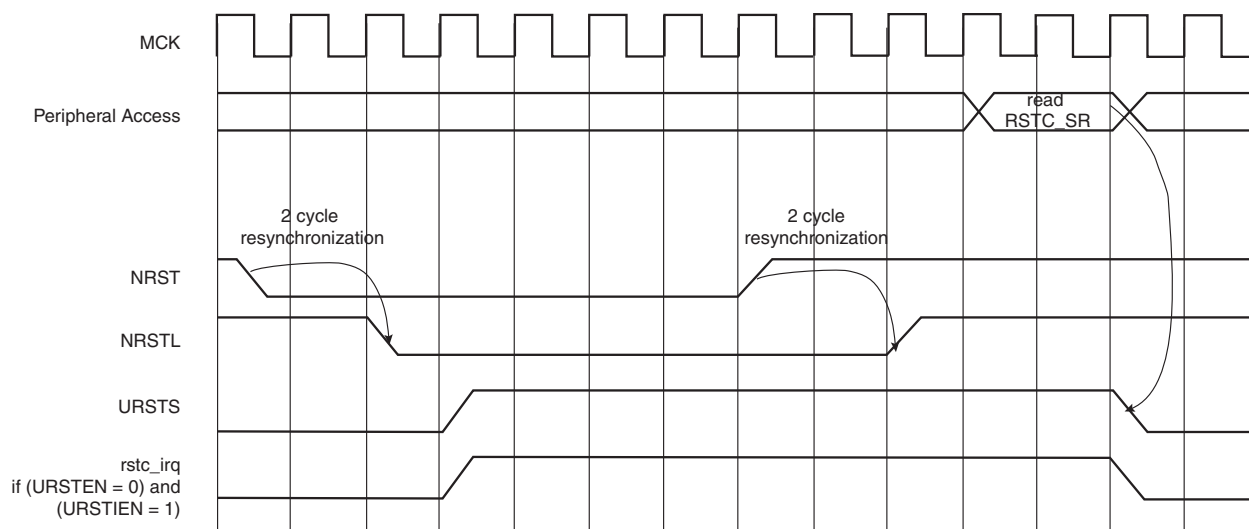 MCK
Peripheral Access
read
RSTC_SR
2 cycle
resynchronization
2 cycle
resynchronization
NRST
NRSTL
URSTS
rstc_irq
if (URSTEN = 0) and
(URSTIEN = 1)